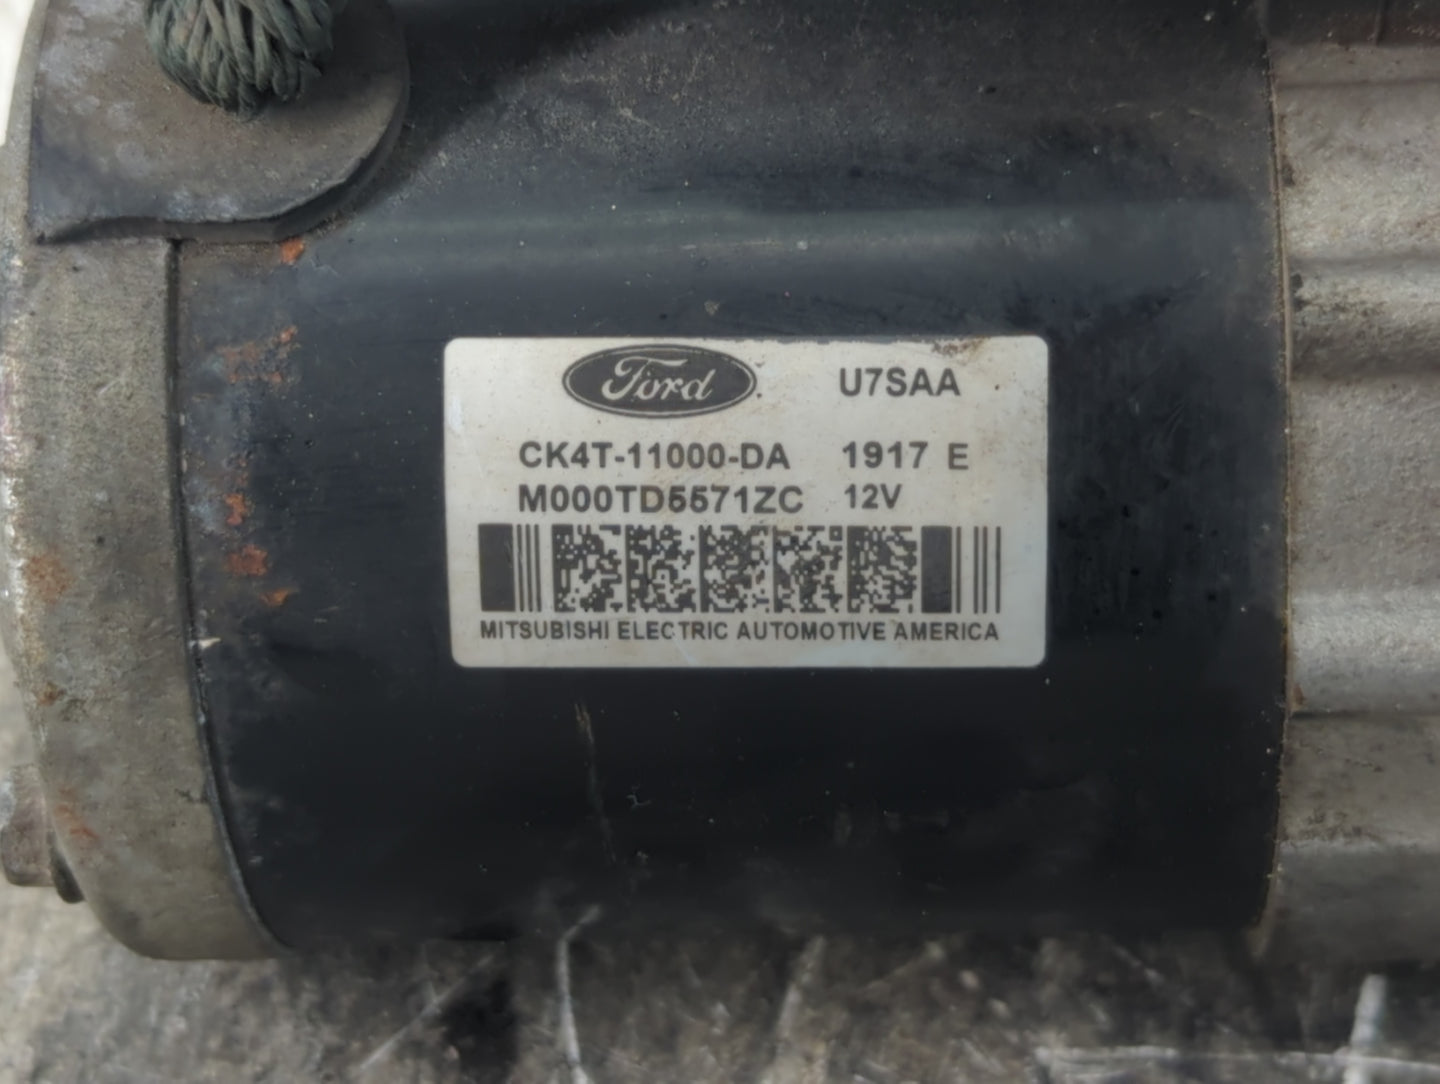 Ford U7SAA
CK4T-11000-DA 1917 E
M000TD5571ZC 12V
MITSUBISHI ELECTRIC AUTOMOTIVE AMERICA